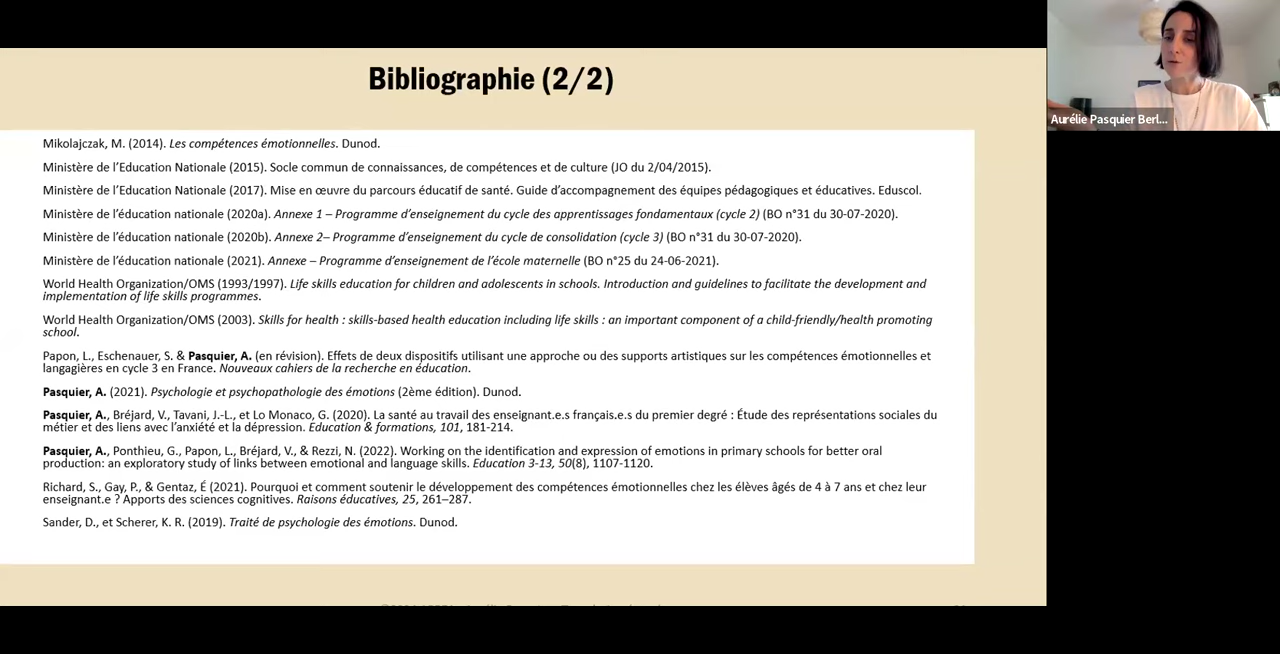 Bibliographie (2/2)
Aurélie Pasquier Berl...
Mikolajczak, M. (2014). Les compétences émotionnelles. Dunod.
Ministère de l’Education Nationale (2015). Socle commun de connaissances, de compétences et de culture (JO du 2/04/2015).
Ministère de l’Education Nationale (2017). Mise en œuvre du parcours éducatif de santé. Guide d’accompagnement des équipes pédagogiques et éducatives. Eduscol.
Ministère de l’éducation nationale (2020a). Annexe 1 – Programme d’enseignement du cycle des apprentissages fondamentaux (cycle 2) (BO n°31 du 30-07-2020).
Ministère de l’éducation nationale (2020b). Annexe 2– Programme d’enseignement du cycle de consolidation (cycle 3) (BO n°31 du 30-07-2020).
Ministère de l’éducation nationale (2021). Annexe – Programme d’enseignement de l’école maternelle (BO n°25 du 24-06-2021).
World Health Organization/OMS (1993/1997). Life skills education for children and adolescents in schools. Introduction and guidelines to facilitate the development and
implementation of life skills programmes.
World Health Organization/OMS (2003). Skills for health : skills-based health education including life skills : an important component of a child-friendly/health promoting
school.
Papon, L., Eschenauer, S. & Pasquier, A. (en révision). Effets de deux dispositifs utilisant une approche ou des supports artistiques sur les compétences émotionnelles et
langagières en cycle 3 en France. Nouveaux cahiers de la recherche en éducation.
Pasquier, A. (2021). Psychologie et psychopathologie des émotions (2ème édition). Dunod.
Pasquier, A., Bréjard, V., Tavani, J.-L., et Lo Monaco, G. (2020). La santé au travail des enseignant.e.s français.e.s du premier degré : Étude des représentations sociales du
métier et des liens avec l’anxiété et la dépression. Education & formations, 101, 181-214.
Pasquier, A., Ponthieu, G., Papon, L., Bréjard, V., & Rezzi, N. (2022). Working on the identification and expression of emotions in primary schools for better oral
production: an exploratory study of links between emotional and language skills. Education 3-13, 50(8), 1107-1120.
Richard, S., Gay, P., & Gentaz, É (2021). Pourquoi et comment soutenir le développement des compétences émotionnelles chez les élèves âgés de 4 à 7 ans et chez leur
enseignant.e ? Apports des sciences cognitives. Raisons éducatives, 25, 261–287.
Sander, D., et Scherer, K. R. (2019). Traité de psychologie des émotions. Dunod.